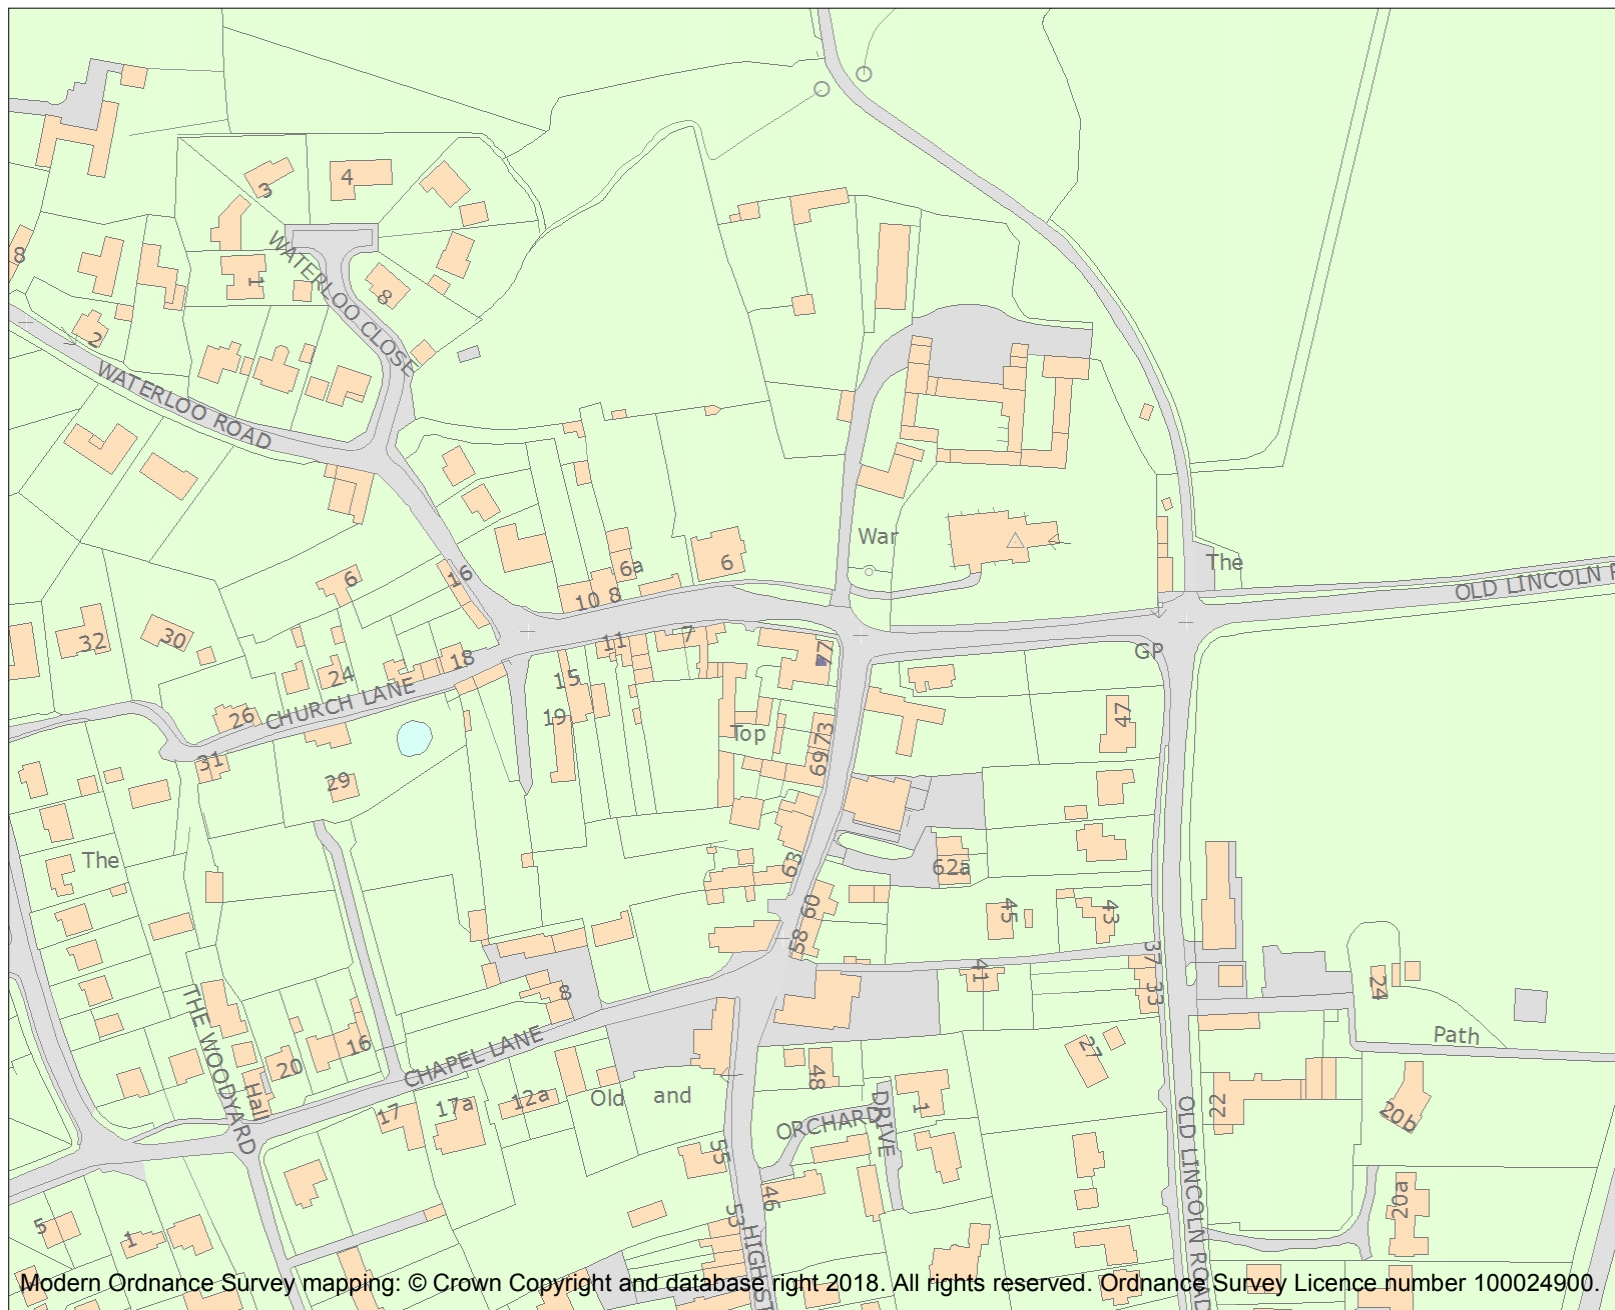 3
4
WATERLOO CLOSE
8
1
8
2
WATERLOO ROAD
War
6
6a
16
6
10 8
The
OLD LINCOLN R
32
30
11
7
77
GP
18
24
15
CHURCH LANE
26
19
47
Top
73
69
31
29
The
63
62a
60
45
43
58
37
41
33
24
8
THE WOODYARD
16
CHAPEL LANE
Path
27
20
48
Hall
17
17a
12a
Old and
ORCHARD
DRIVE
1
22
20b
OLD LINCOLN ROAD
55
46
20a
5
1
53
HIGH ST
Modern Ordnance Survey mapping: © Crown Copyright and database right 2018. All rights reserved. Ordnance Survey Licence number 100024900.